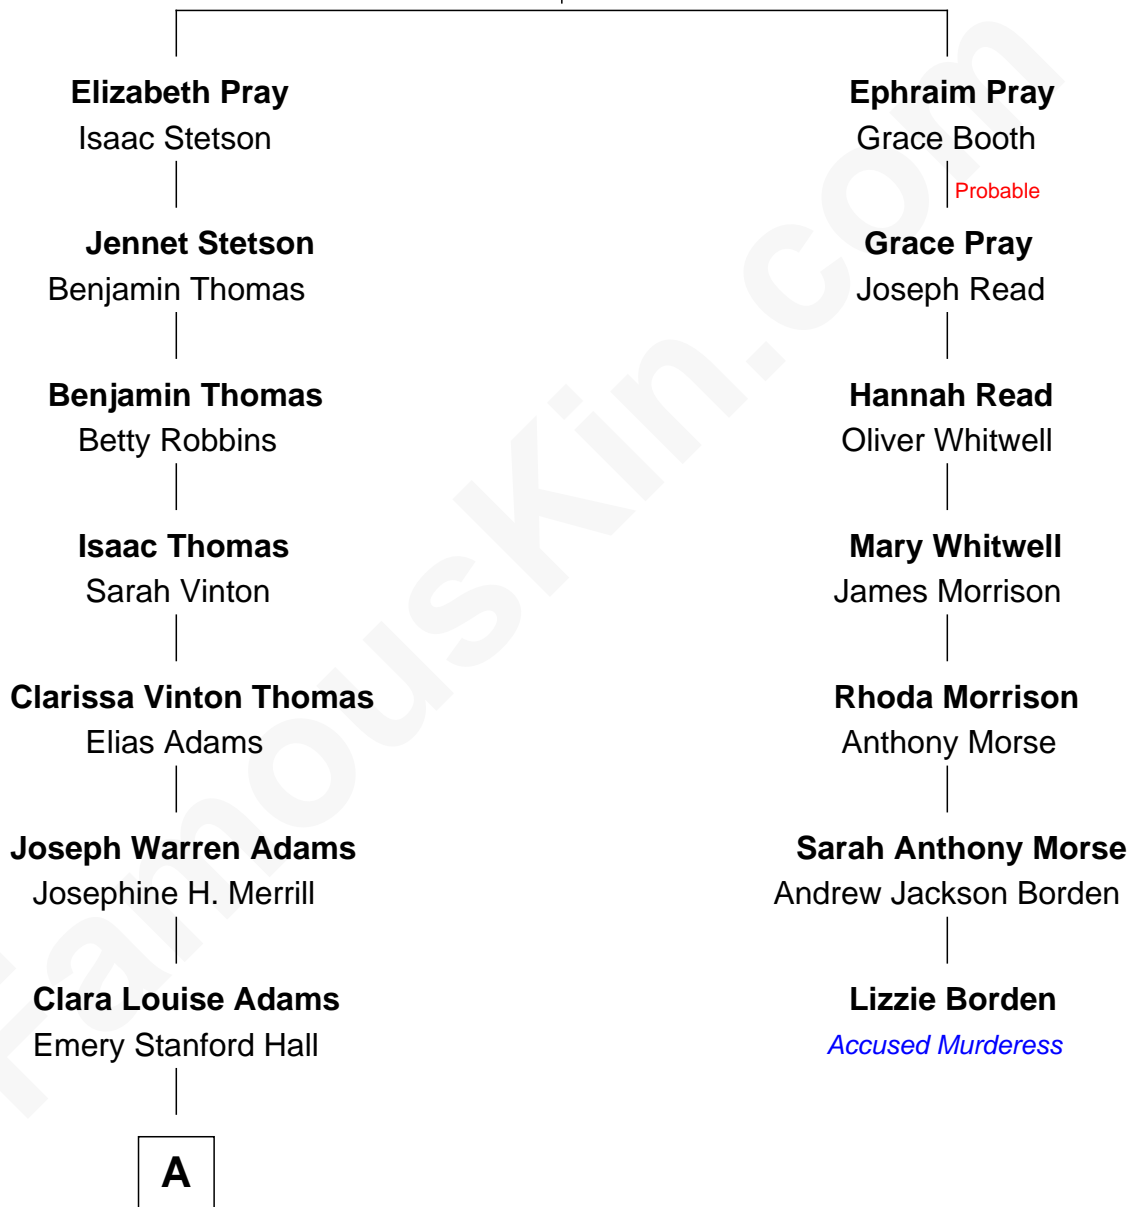 Elizabeth Pray
Isaac Stetson
Ephraim Pray
Grace Booth
Probable
Jennet Stetson
Benjamin Thomas
Grace Pray
Joseph Read
Benjamin Thomas
Betty Robbins
Hannah Read
Oliver Whitwell
Isaac Thomas
Sarah Vinton
Mary Whitwell
James Morrison
Clarissa Vinton Thomas
Elias Adams
Rhoda Morrison
Anthony Morse
Joseph Warren Adams
Josephine H. Merrill
Sarah Anthony Morse
Andrew Jackson Borden
Clara Louise Adams
Emery Stanford Hall
Lizzie Borden
Accused Murderess
A
FamousKin.com